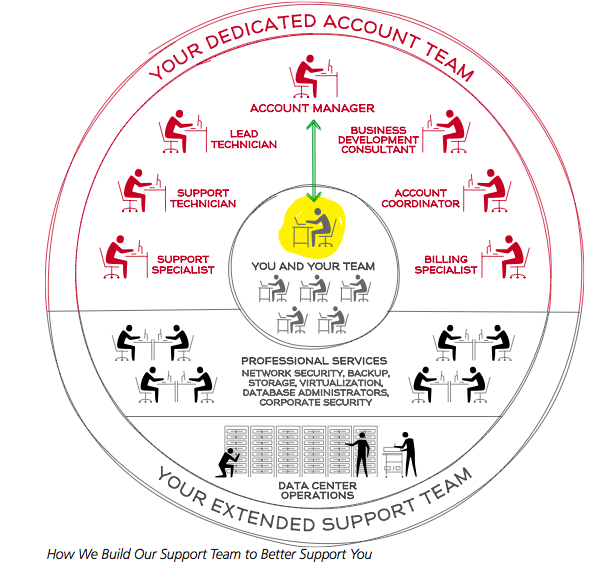 YOUR DEDICATED ACCOUNT TEAM
ACCOUNT MANAGER
LEAD
TECHNICIAN
BUSINESS
DEVELOPMENT
CONSULTANT
SUPPORT
TECHNICIAN
ACCOUNT
COORDINATOR
SUPPORT
SPECIALIST
YOU AND YOUR TEAM
BILLING
SPECIALIST
PROFESSIONAL SERVICES
NETWORK SECURITY, BACKUP,
STORAGE, VIRTUALIZATION,
DATABASE ADMINISTRATORS,
CORPORATE SECURITY
DATA CENTER
OPERATIONS
YOUR EXTENDED SUPPORT TEAM
How We Build Our Support Team to Better Support You